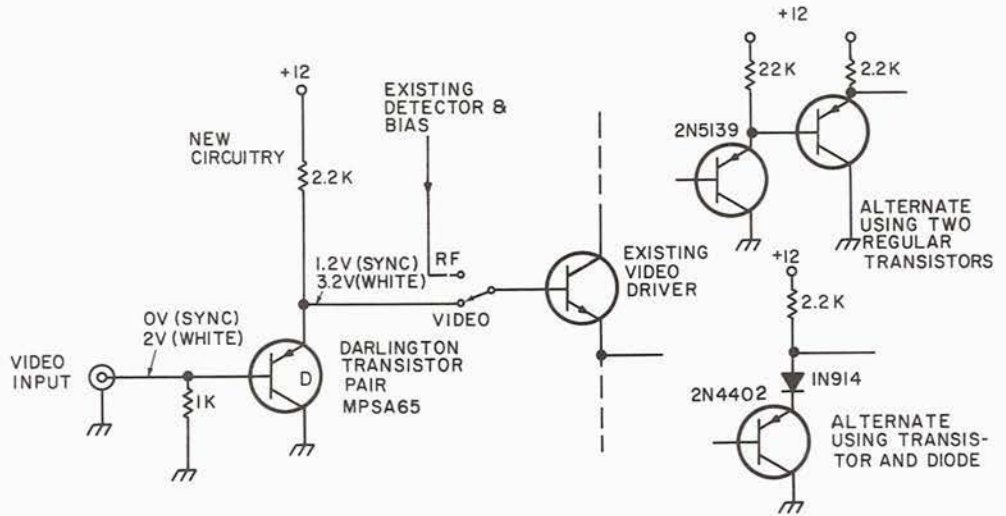 +12
EXISTING
DETECTOR &
BIAS
NEW
CIRCUITRY
2.2K
1.2V (SYNC)
3.2V (WHITE)
RF
VIDEO
EXISTING
VIDEO
DRIVER
0V (SYNC)
2V (WHITE)
VIDEO
INPUT
1K
D
DARLINGTON
TRANSISTOR
PAIR
MPSA65
+12
22K
2.2K
2N5139
ALTERNATE
USING TWO
REGULAR
TRANSISTORS
+12
2.2K
1N914
2N4402
ALTERNATE
USING TRANSIS-
TOR AND DIODE